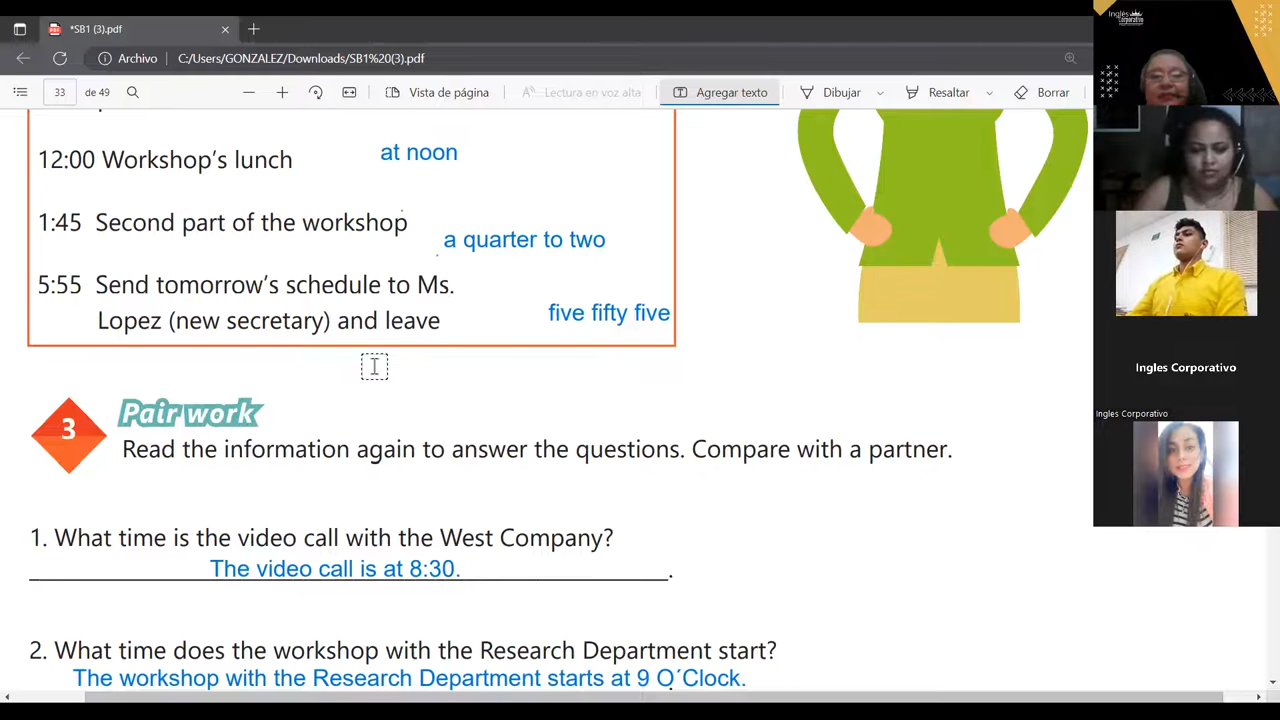 *SB1 (3).pdf
Archivo
C:/Users/GONZALEZ/Downloads/SB1%20(3).pdf
33
de 49
Vista de página
Lectura en voz alta
Agregar texto
Dibujar
Resaltar
Borrar
12:00 Workshop's lunch
at noon
1:45 Second part of the workshop
a quarter to two
5:55 Send tomorrow's schedule to Ms.
Lopez (new secretary) and leave
five fifty five
3
Pair work
Read the information again to answer the questions. Compare with a partner.
1. What time is the video call with the West Company?
The video call is at 8:30.
2. What time does the workshop with the Research Department start?
The workshop with the Research Department starts at 9 O´Clock.
Inglés
Corporativo
Ingles Corporativo
Ingles Corporativo